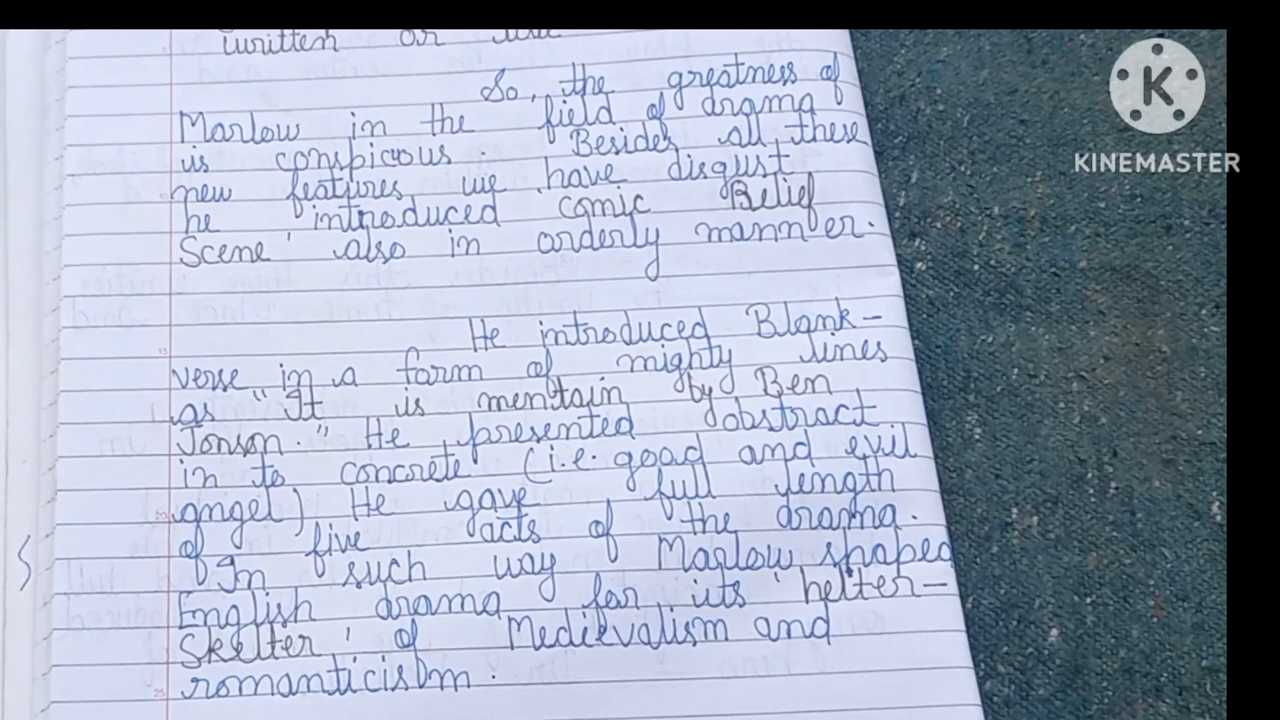 written or
So, the greatness of
Marlow in the field of drama
is conspicous Besides all, these
new features we have disgust
he introduced comic Relief
Scene' also in orderly manner.
He introduced Blank-
verse in a form of mighty lines
as "It is mentain by Ben
Jonson." He presented abstract
in to concrete (i.e. good and evil
angel) He gave full length
of five acts of the drama.
In such way of Marlow shaped
English drama for its 'helter-
Skelter' of Medievalism and
romanticism.
K
KINEMASTER